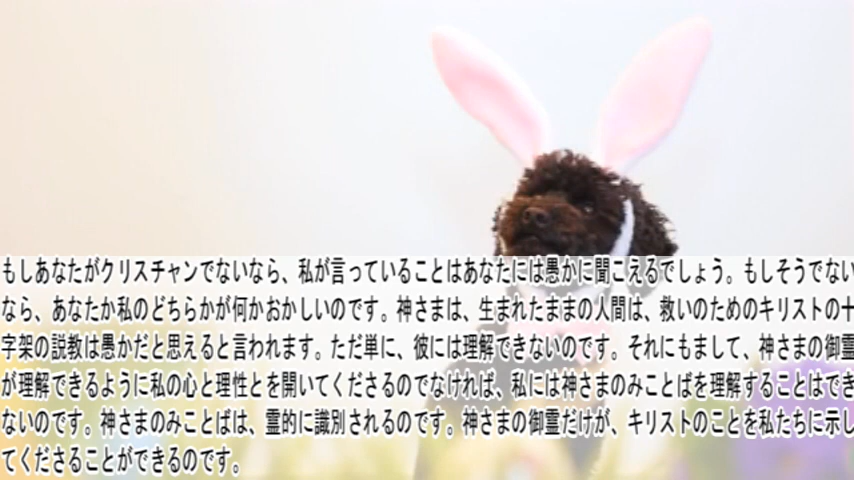 もしあなたがクリスチャンでないなら、私が言っていることはあなたには愚かに聞こえるでしょう。もしそうでない
なら、あなたか私のどちらかが何かおかしいのです。神さまは、生まれたままの人間は、救いのためのキリストの十
字架の説教は愚かだと思えると言われます。ただ単に、彼には理解できないのです。それにもまして、神さまの御霊
が理解できるように私の心と理性とを開いてくださるのでなければ、私には神さまのみことばを理解することはでき
ないのです。神さまのみことばは、霊的に識別されるのです。神さまの御霊だけが、キリストのことを私たちに示し
てくださることができるのです。